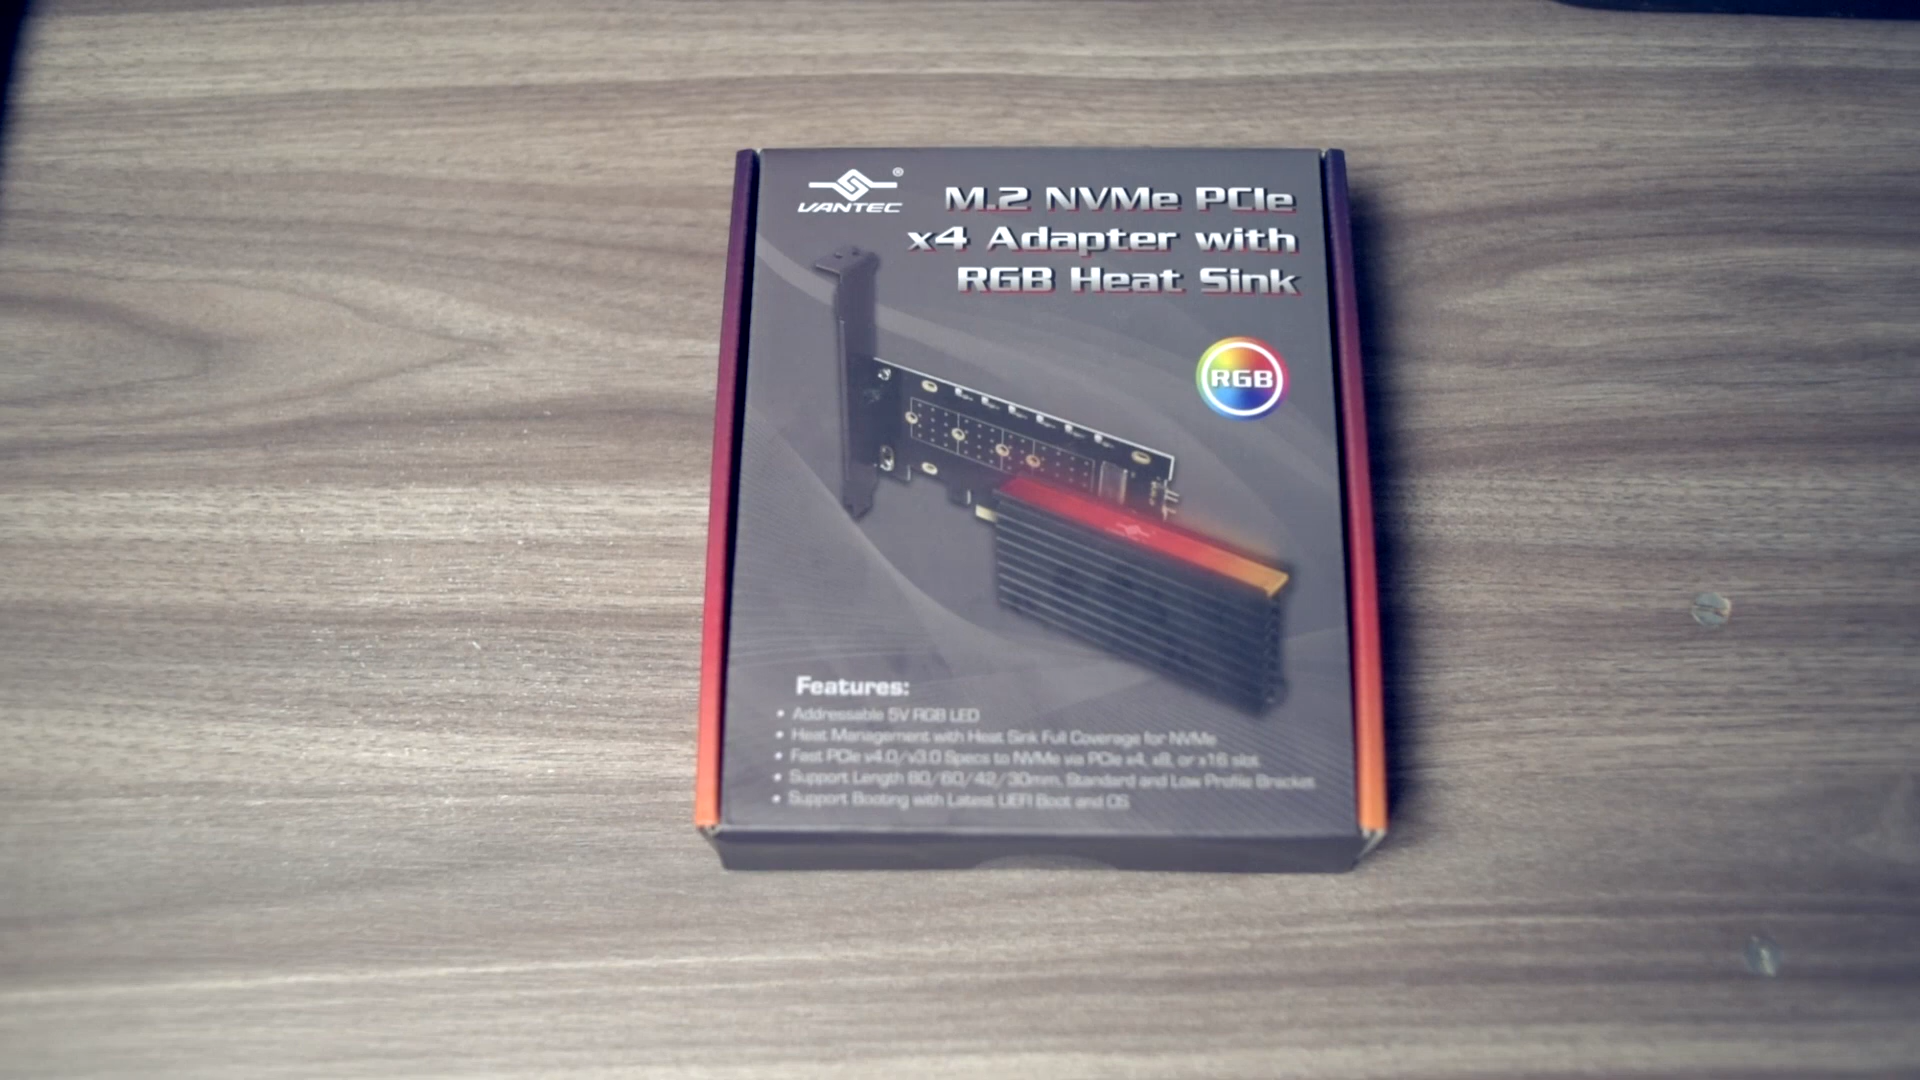 VANTEC®
M.2 NVMe PCIe
x4 Adapter with
RGB Heat Sink
RGB
Features:
• Addressable 5V RGB LED
• Heat Management with Heat Sink Full Coverage for NVMe
• Fast PCIe v4.0/v3.0 Specs to NVMe via PCIe x4, x8, or x16 slot
• Support Length 80/60/42/30mm, Standard and Low Profile Bracket
• Support Booting with Latest UEFI Boot and OS